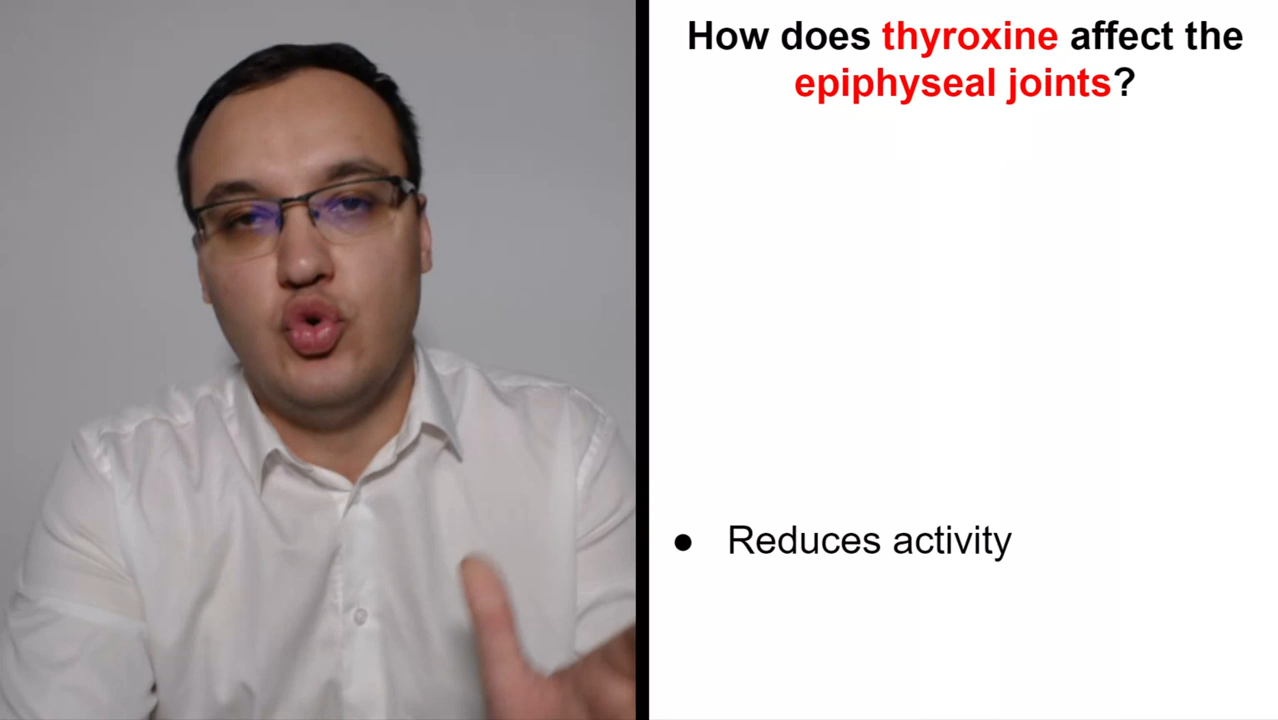 How does thyroxine affect the
epiphyseal joints?
● Reduces activity